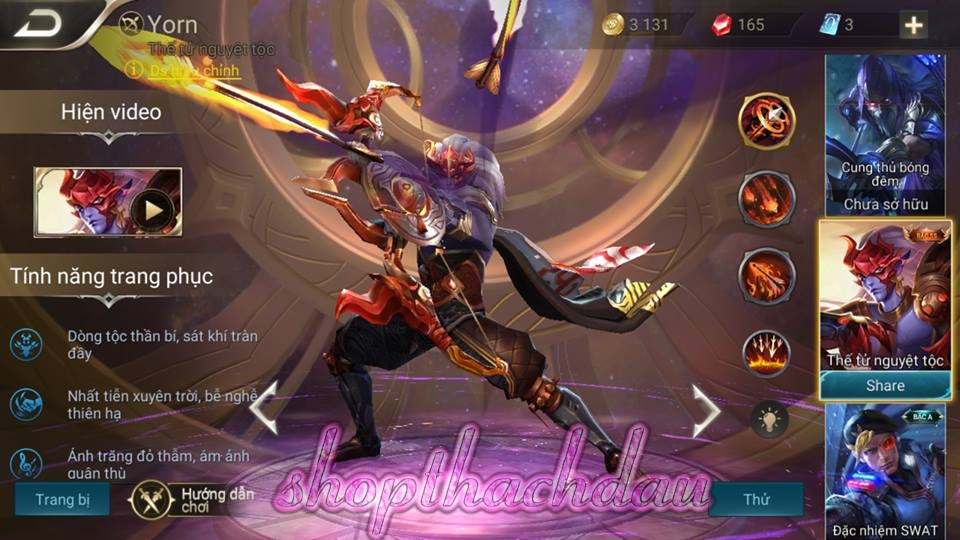 Yorn
3 131
165
3
Thế tử nguyệt tộc
Hiện video
Cung thủ bóng
đêm
Chưa sở hữu
Tính năng trang phục
Dòng tộc thần bí, sát khí tràn
đầy
Thế tử nguyệt tộc
Share
Nhất tiễn xuyên trời, bễ nghễ
thiên hạ
BẬC A
Ánh trăng đỏ thẫm, ám ảnh
quân thù
Trang bị
Hướng dẫn
chơi
shopthachdau
Thử
Đặc nhiệm SWAT